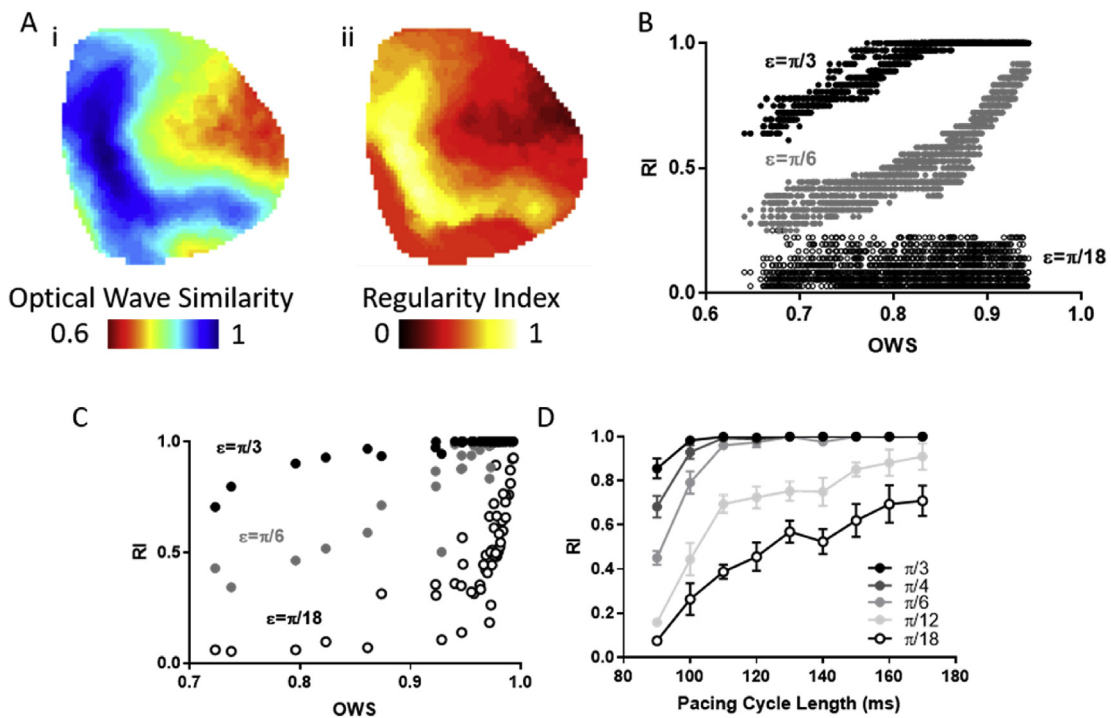 A
i
ii
Optical Wave Similarity
0.6
1
Regularity Index
0
1
B
1.0
0.5
0.0
RI
ε=π/3
ε=π/6
ε=π/18
0.6 0.7 0.8 0.9 1.0
OWS
C
1.0
0.5
0.0
RI
ε=π/3
ε=π/6
ε=π/18
0.7 0.8 0.9 1.0
OWS
D
1.0
0.8
0.6
0.4
0.2
0.0
RI
π/3
π/4
π/6
π/12
π/18
80 100 120 140 160 180
Pacing Cycle Length (ms)